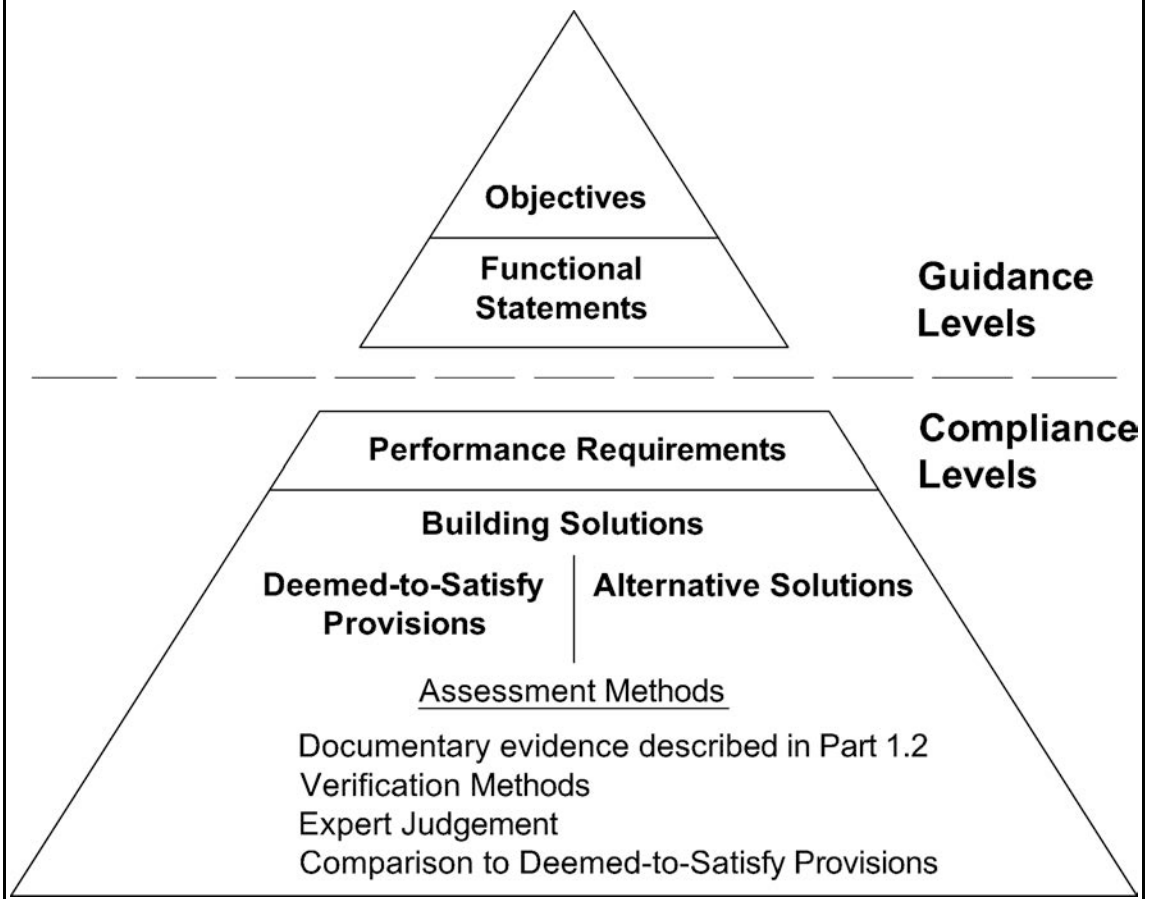 Objectives
Functional
Statements
Guidance
Levels
Compliance
Levels
Performance Requirements
Building Solutions
Deemed-to-Satisfy
Provisions
Alternative Solutions
Assessment Methods
Documentary evidence described in Part 1.2
Verification Methods
Expert Judgement
Comparison to Deemed-to-Satisfy Provisions